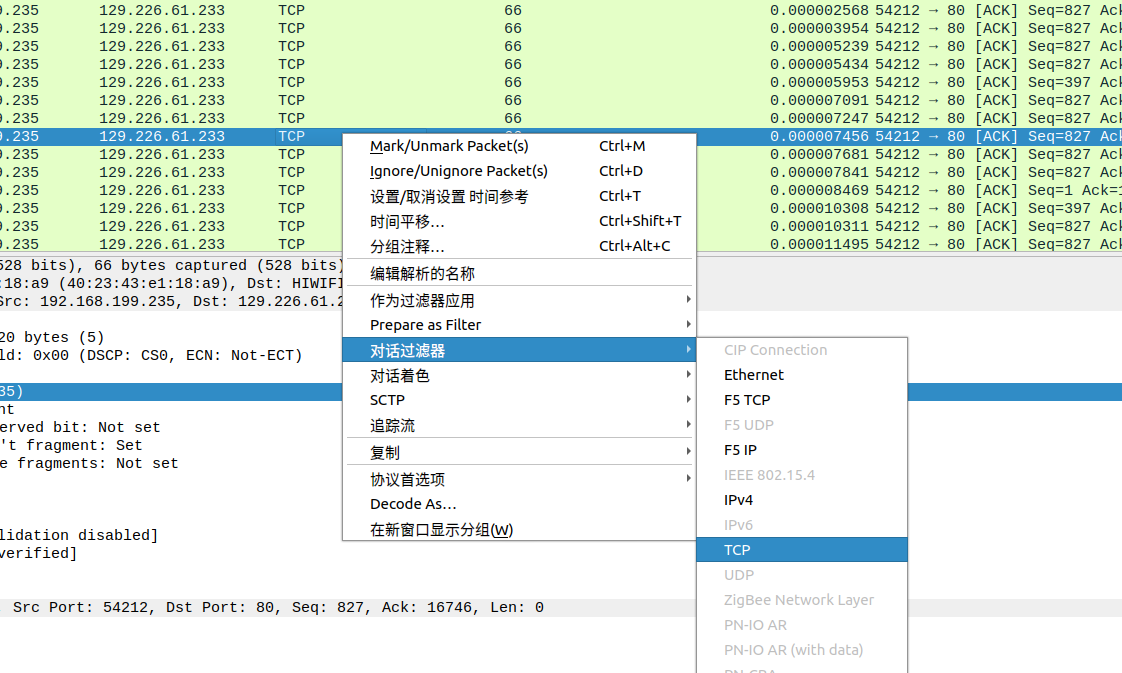 9.235 129.226.61.233 TCP 66 0.000002568 54212 → 80 [ACK] Seq=827 Ack
9.235 129.226.61.233 TCP 66 0.000003954 54212 → 80 [ACK] Seq=827 Ack
9.235 129.226.61.233 TCP 66 0.000005239 54212 → 80 [ACK] Seq=827 Ack
9.235 129.226.61.233 TCP 66 0.000005434 54212 → 80 [ACK] Seq=827 Ack
9.235 129.226.61.233 TCP 66 0.000005953 54212 → 80 [ACK] Seq=397 Ack
9.235 129.226.61.233 TCP 66 0.000007091 54212 → 80 [ACK] Seq=827 Ack
9.235 129.226.61.233 TCP 66 0.000007247 54212 → 80 [ACK] Seq=827 Ack
9.235 129.226.61.233 TCP 0.000007456 54212 → 80 [ACK] Seq=827 Ack
9.235 129.226.61.233 TCP 0.000007681 54212 → 80 [ACK] Seq=827 Ack
9.235 129.226.61.233 TCP 0.000007841 54212 → 80 [ACK] Seq=827 Ack
9.235 129.226.61.233 TCP 0.000008469 54212 → 80 [ACK] Seq=1 Ack=1
9.235 129.226.61.233 TCP 0.000010308 54212 → 80 [ACK] Seq=397 Ack
9.235 129.226.61.233 TCP 0.000010311 54212 → 80 [ACK] Seq=827 Ack
9.235 129.226.61.233 TCP 0.000011495 54212 → 80 [ACK] Seq=827 Ack
528 bits), 66 bytes captured (528 bits)
:18:a9 (40:23:43:e1:18:a9), Dst: HIWIFI
Src: 192.168.199.235, Dst: 129.226.61.2
20 bytes (5)
ld: 0x00 (DSCP: CS0, ECN: Not-ECT)
35)
nt
erved bit: Not set
't fragment: Set
e fragments: Not set
lidation disabled]
verified]
Src Port: 54212, Dst Port: 80, Seq: 827, Ack: 16746, Len: 0
Mark/Unmark Packet(s) Ctrl+M
Ignore/Unignore Packet(s) Ctrl+D
设置/取消设置 时间参考 Ctrl+T
时间平移… Ctrl+Shift+T
分组注释… Ctrl+Alt+C
编辑解析的名称
作为过滤器应用
Prepare as Filter
对话过滤器
对话着色
SCTP
追踪流
复制
协议首选项
Decode As…
在新窗口显示分组(W)
CIP Connection
Ethernet
F5 TCP
F5 UDP
F5 IP
IEEE 802.15.4
IPv4
IPv6
TCP
UDP
ZigBee Network Layer
PN-IO AR
PN-IO AR (with data)